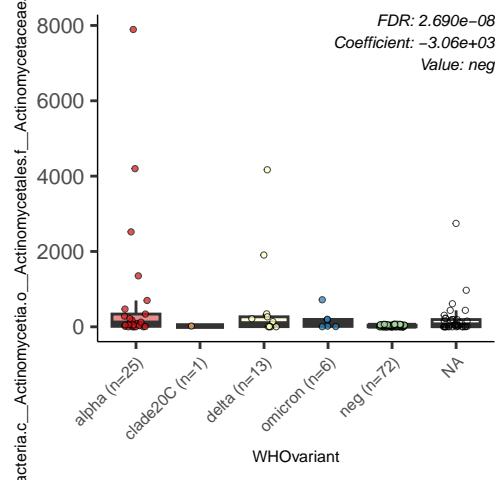 FDR: 2.690e−08
Coefficient: −3.06e+03
Value: neg
acteria.c__Actinomycetia.o__Actinomycetales.f__Actinomycetaceae.
8000
6000
4000
2000
0
alpha (n=25)
clade20C (n=1)
delta (n=13)
omicron (n=6)
neg (n=72)
NA
WHOvariant